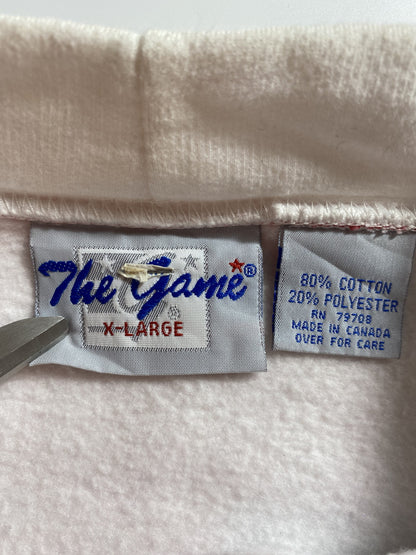 The Game ®
X-LARGE
®
80% COTTON
20% POLYESTER
RN 79708
MADE IN CANADA
OVER FOR CARE